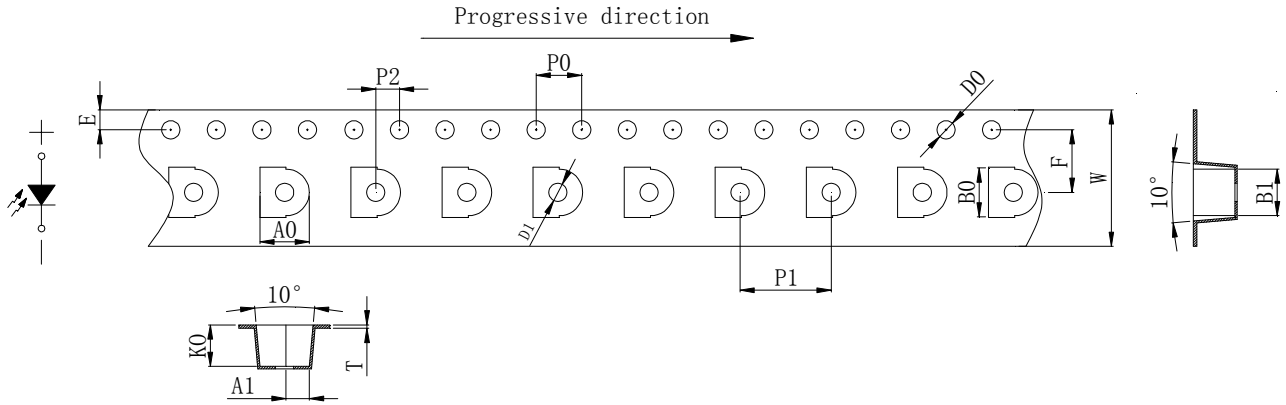 Progressive direction
P2
P0
D0
E
F
W
B0
A0
D1
P1
10°
B1
10°
K0
T
A1